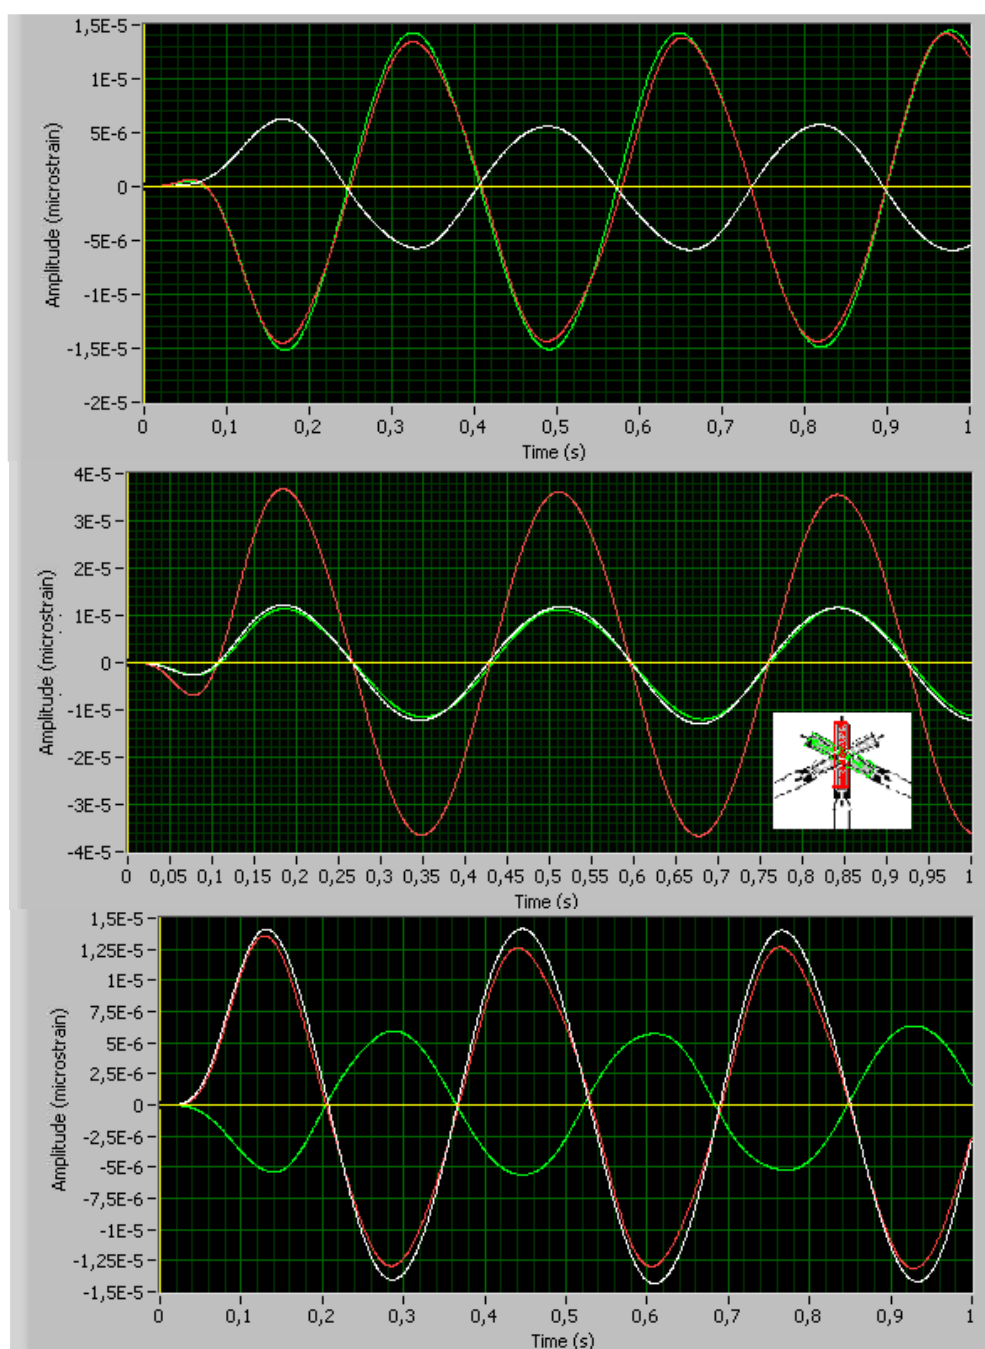 1,5E-5
1E-5
5E-6
0
-5E-6
-1E-5
-1,5E-5
-2E-5
Amplitude (microstrain)
0 0,1 0,2 0,3 0,4 0,5 0,6 0,7 0,8 0,9 1
Time (s)
4E-5
3E-5
2E-5
1E-5
0
-1E-5
-2E-5
-3E-5
-4E-5
Amplitude (microstrain)
0 0,05 0,1 0,15 0,2 0,25 0,3 0,35 0,4 0,45 0,5 0,55 0,6 0,65 0,7 0,75 0,8 0,85 0,9 0,95 1
Time (s)
1,5E-5
1,25E-5
1E-5
7,5E-6
5E-6
2,5E-6
0
-2,5E-6
-5E-6
-7,5E-6
-1E-5
-1,25E-5
-1,5E-5
Amplitude (microstrain)
0 0,1 0,2 0,3 0,4 0,5 0,6 0,7 0,8 0,9 1
Time (s)